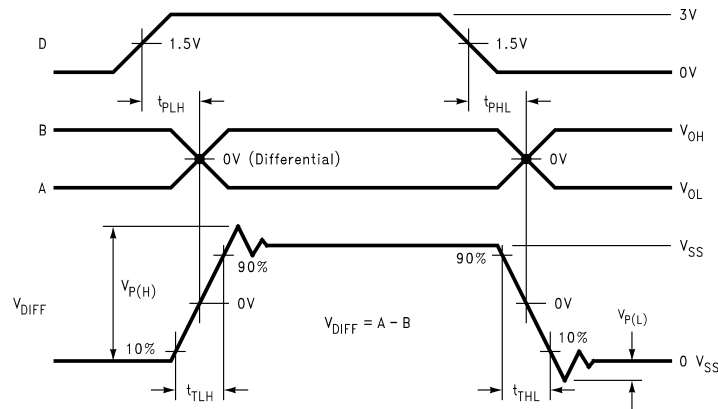 3V
D
1.5V
1.5V
0V
tPLH
tPHL
B
VOH
0V (Differential)
0V
A
VOL
VSS
90%
90%
VP(H)
VDIFF
0V
0V
VP(L)
VDIFF = A - B
10%
10%
0 VSS
tTLH
tTHL